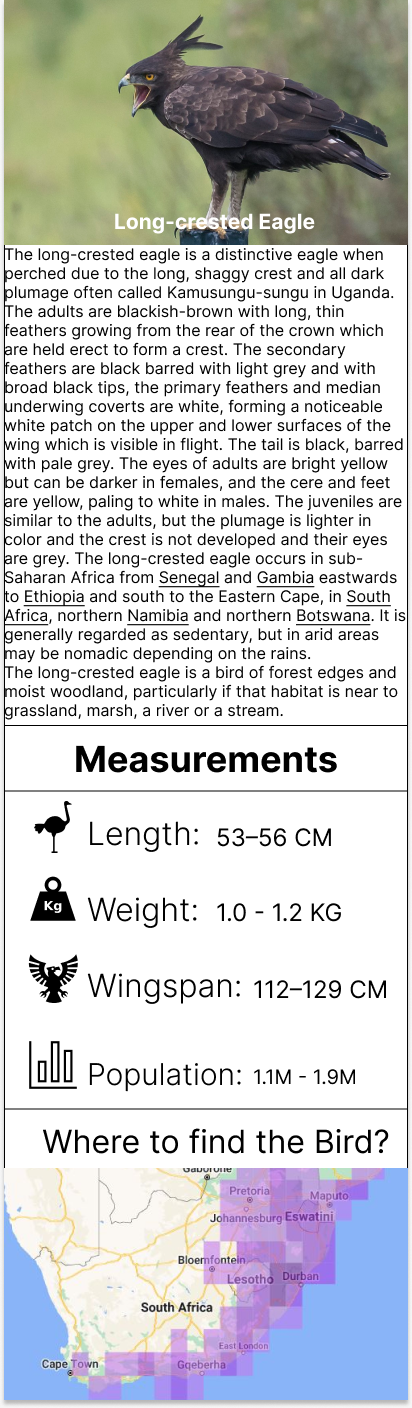 Long-crested Eagle
The long-crested eagle is a distinctive eagle when
perched due to the long, shaggy crest and all dark
plumage often called Kamusungu-sungu in Uganda.
The adults are blackish-brown with long, thin
feathers growing from the rear of the crown which
are held erect to form a crest. The secondary
feathers are black barred with light grey and with
broad black tips, the primary feathers and median
underwing coverts are white, forming a noticeable
white patch on the upper and lower surfaces of the
wing which is visible in flight. The tail is black, barred
with pale grey. The eyes of adults are bright yellow
but can be darker in females, and the cere and feet
are yellow, paling to white in males. The juveniles are
similar to the adults, but the plumage is lighter in
color and the crest is not developed and their eyes
are grey. The long-crested eagle occurs in sub-
Saharan Africa from Senegal and Gambia eastwards
to Ethiopia and south to the Eastern Cape, in South
Africa, northern Namibia and northern Botswana. It is
generally regarded as sedentary, but in arid areas
may be nomadic depending on the rains.
The long-crested eagle is a bird of forest edges and
moist woodland, particularly if that habitat is near to
grassland, marsh, a river or a stream.
Measurements
Length: 53–56 CM
Kg Weight: 1.0 - 1.2 KG
Wingspan: 112–129 CM
Population: 1.1M - 1.9M
Where to find the Bird?
Gaborone
Pretoria
Maputo
Johannesburg Eswatini
Bloemfontein
Lesotho Durban
South Africa
East London
Cape Town
Gqeberha